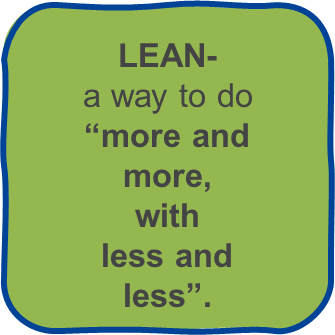 LEAN-
a way to do
“more and
more,
with
less and
less”.